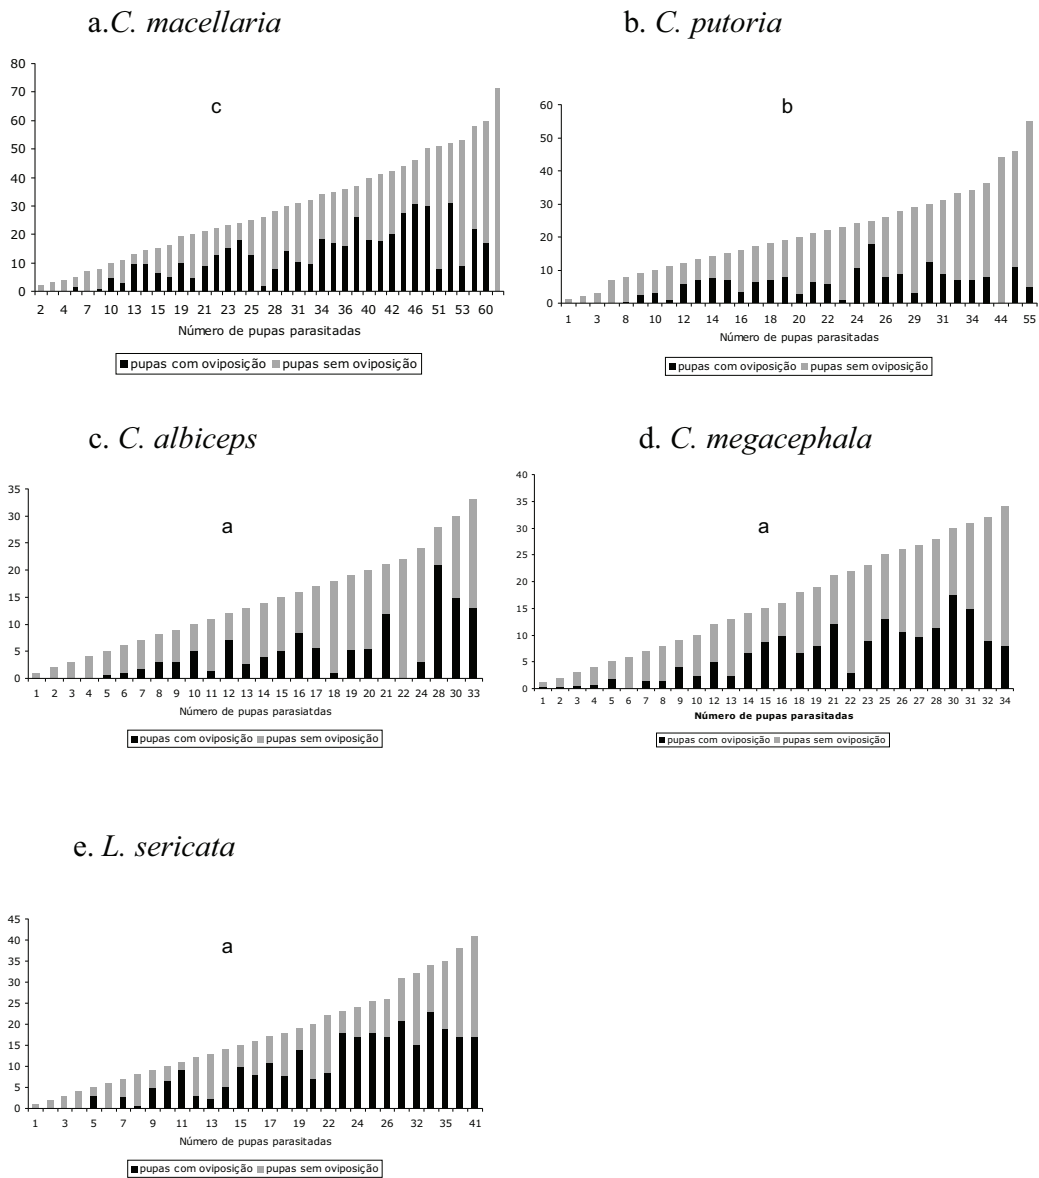 a.C. macellaria
b. C. putoria
80
70
60
50
40
30
20
10
0
c
2 4 7 10 13 15 19 21 23 25 28 31 34 36 40 42 46 51 53 60
Número de pupas parasitadas
pupas com oviposição pupas sem oviposição
60
50
40
30
20
10
0
b
1 3 8 10 12 14 16 18 20 22 24 26 29 31 34 44 55
Número de pupas parasitadas
pupas com oviposição pupas sem oviposição
c. C. albiceps
d. C. megacephala
35
30
25
20
15
10
5
0
a
1 2 3 4 5 6 7 8 9 10 11 12 13 14 15 16 17 18 19 20 21 22 24 28 30 33
Número de pupas parasiatdas
pupas com oviposição pupas sem oviposição
40
35
30
25
20
15
10
5
0
a
1 2 3 4 5 6 7 8 9 10 12 13 14 15 16 18 19 21 22 23 25 26 27 28 30 31 32 34
Número de pupas parasitadas
pupas com oviposição pupas sem oviposição
e. L. sericata
45
40
35
30
25
20
15
10
5
0
a
1 3 5 7 9 11 13 15 17 19 22 24 26 32 35 41
Número de pupas parasitadas
pupas com oviposição pupas sem oviposição